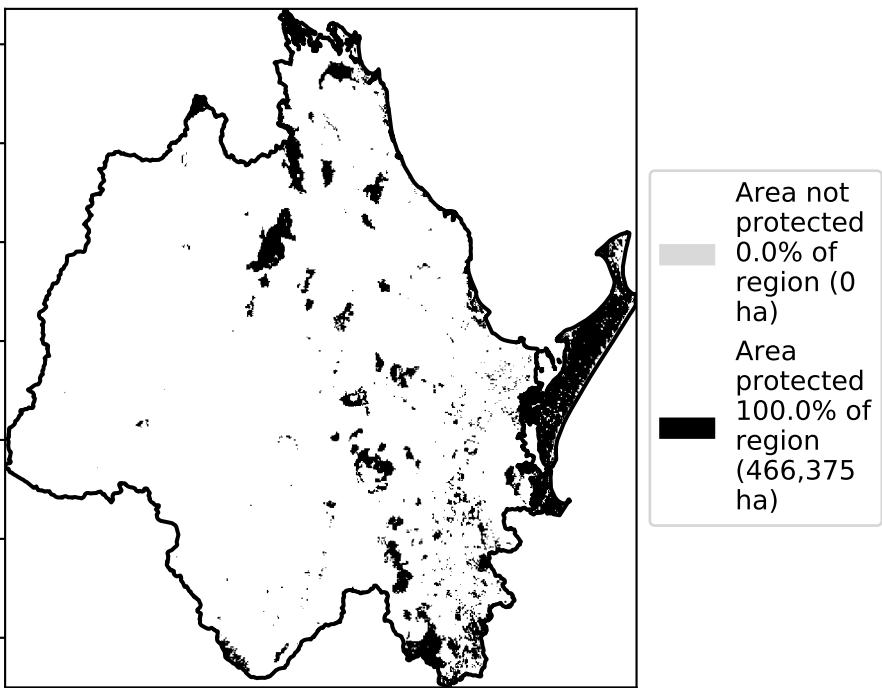 Area not
protected
0.0% of
region (0
ha)
Area
protected
100.0% of
region
(466,375
ha)